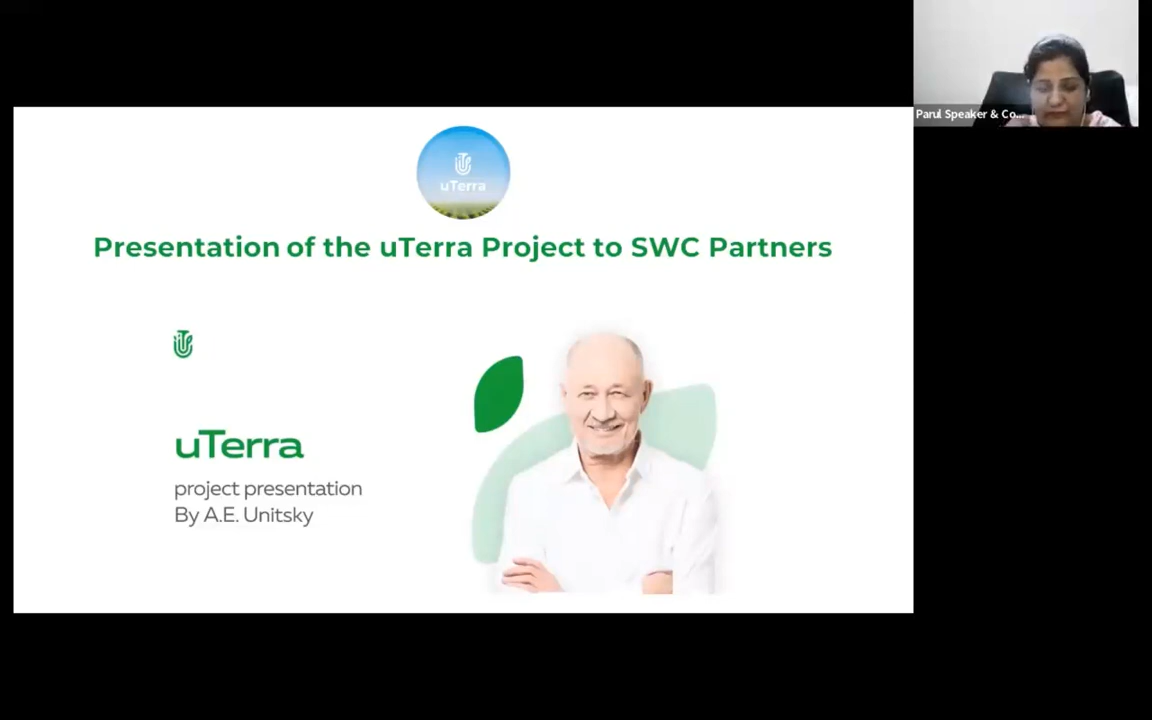 Parul Speaker & Co...
uTerra
Presentation of the uTerra Project to SWC Partners
uTerra
project presentation
By A.E. Unitsky